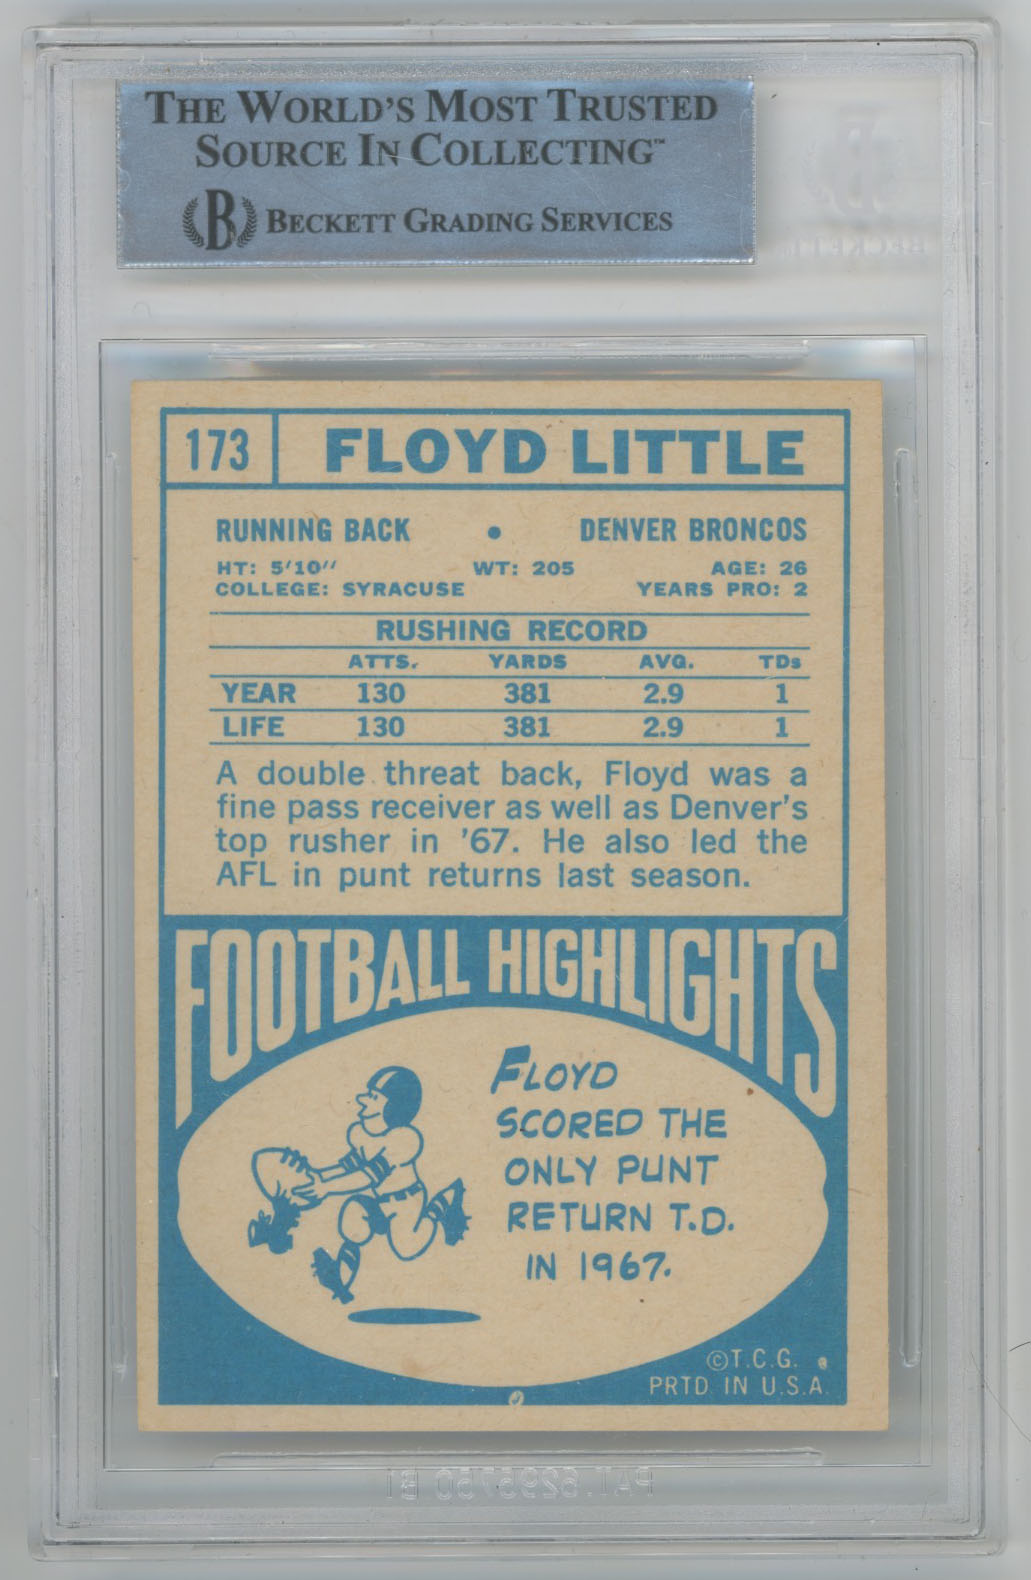 THE WORLD'S MOST TRUSTED
SOURCE IN COLLECTING™
B BECKETT GRADING SERVICES
173 FLOYD LITTLE
RUNNING BACK • DENVER BRONCOS
HT: 5'10" WT: 205 AGE: 26
COLLEGE: SYRACUSE YEARS PRO: 2
RUSHING RECORD
ATTS. YARDS AVG. TDs
YEAR 130 381 2.9 1
LIFE 130 381 2.9 1
A double threat back, Floyd was a
fine pass receiver as well as Denver's
top rusher in '67. He also led the
AFL in punt returns last season.
FOOTBALL HIGHLIGHTS
FLOYD
SCORED THE
ONLY PUNT
RETURN T.D.
IN 1967.
©T.C.G.
PRTD IN U.S.A.
PAT. 6295750 B1